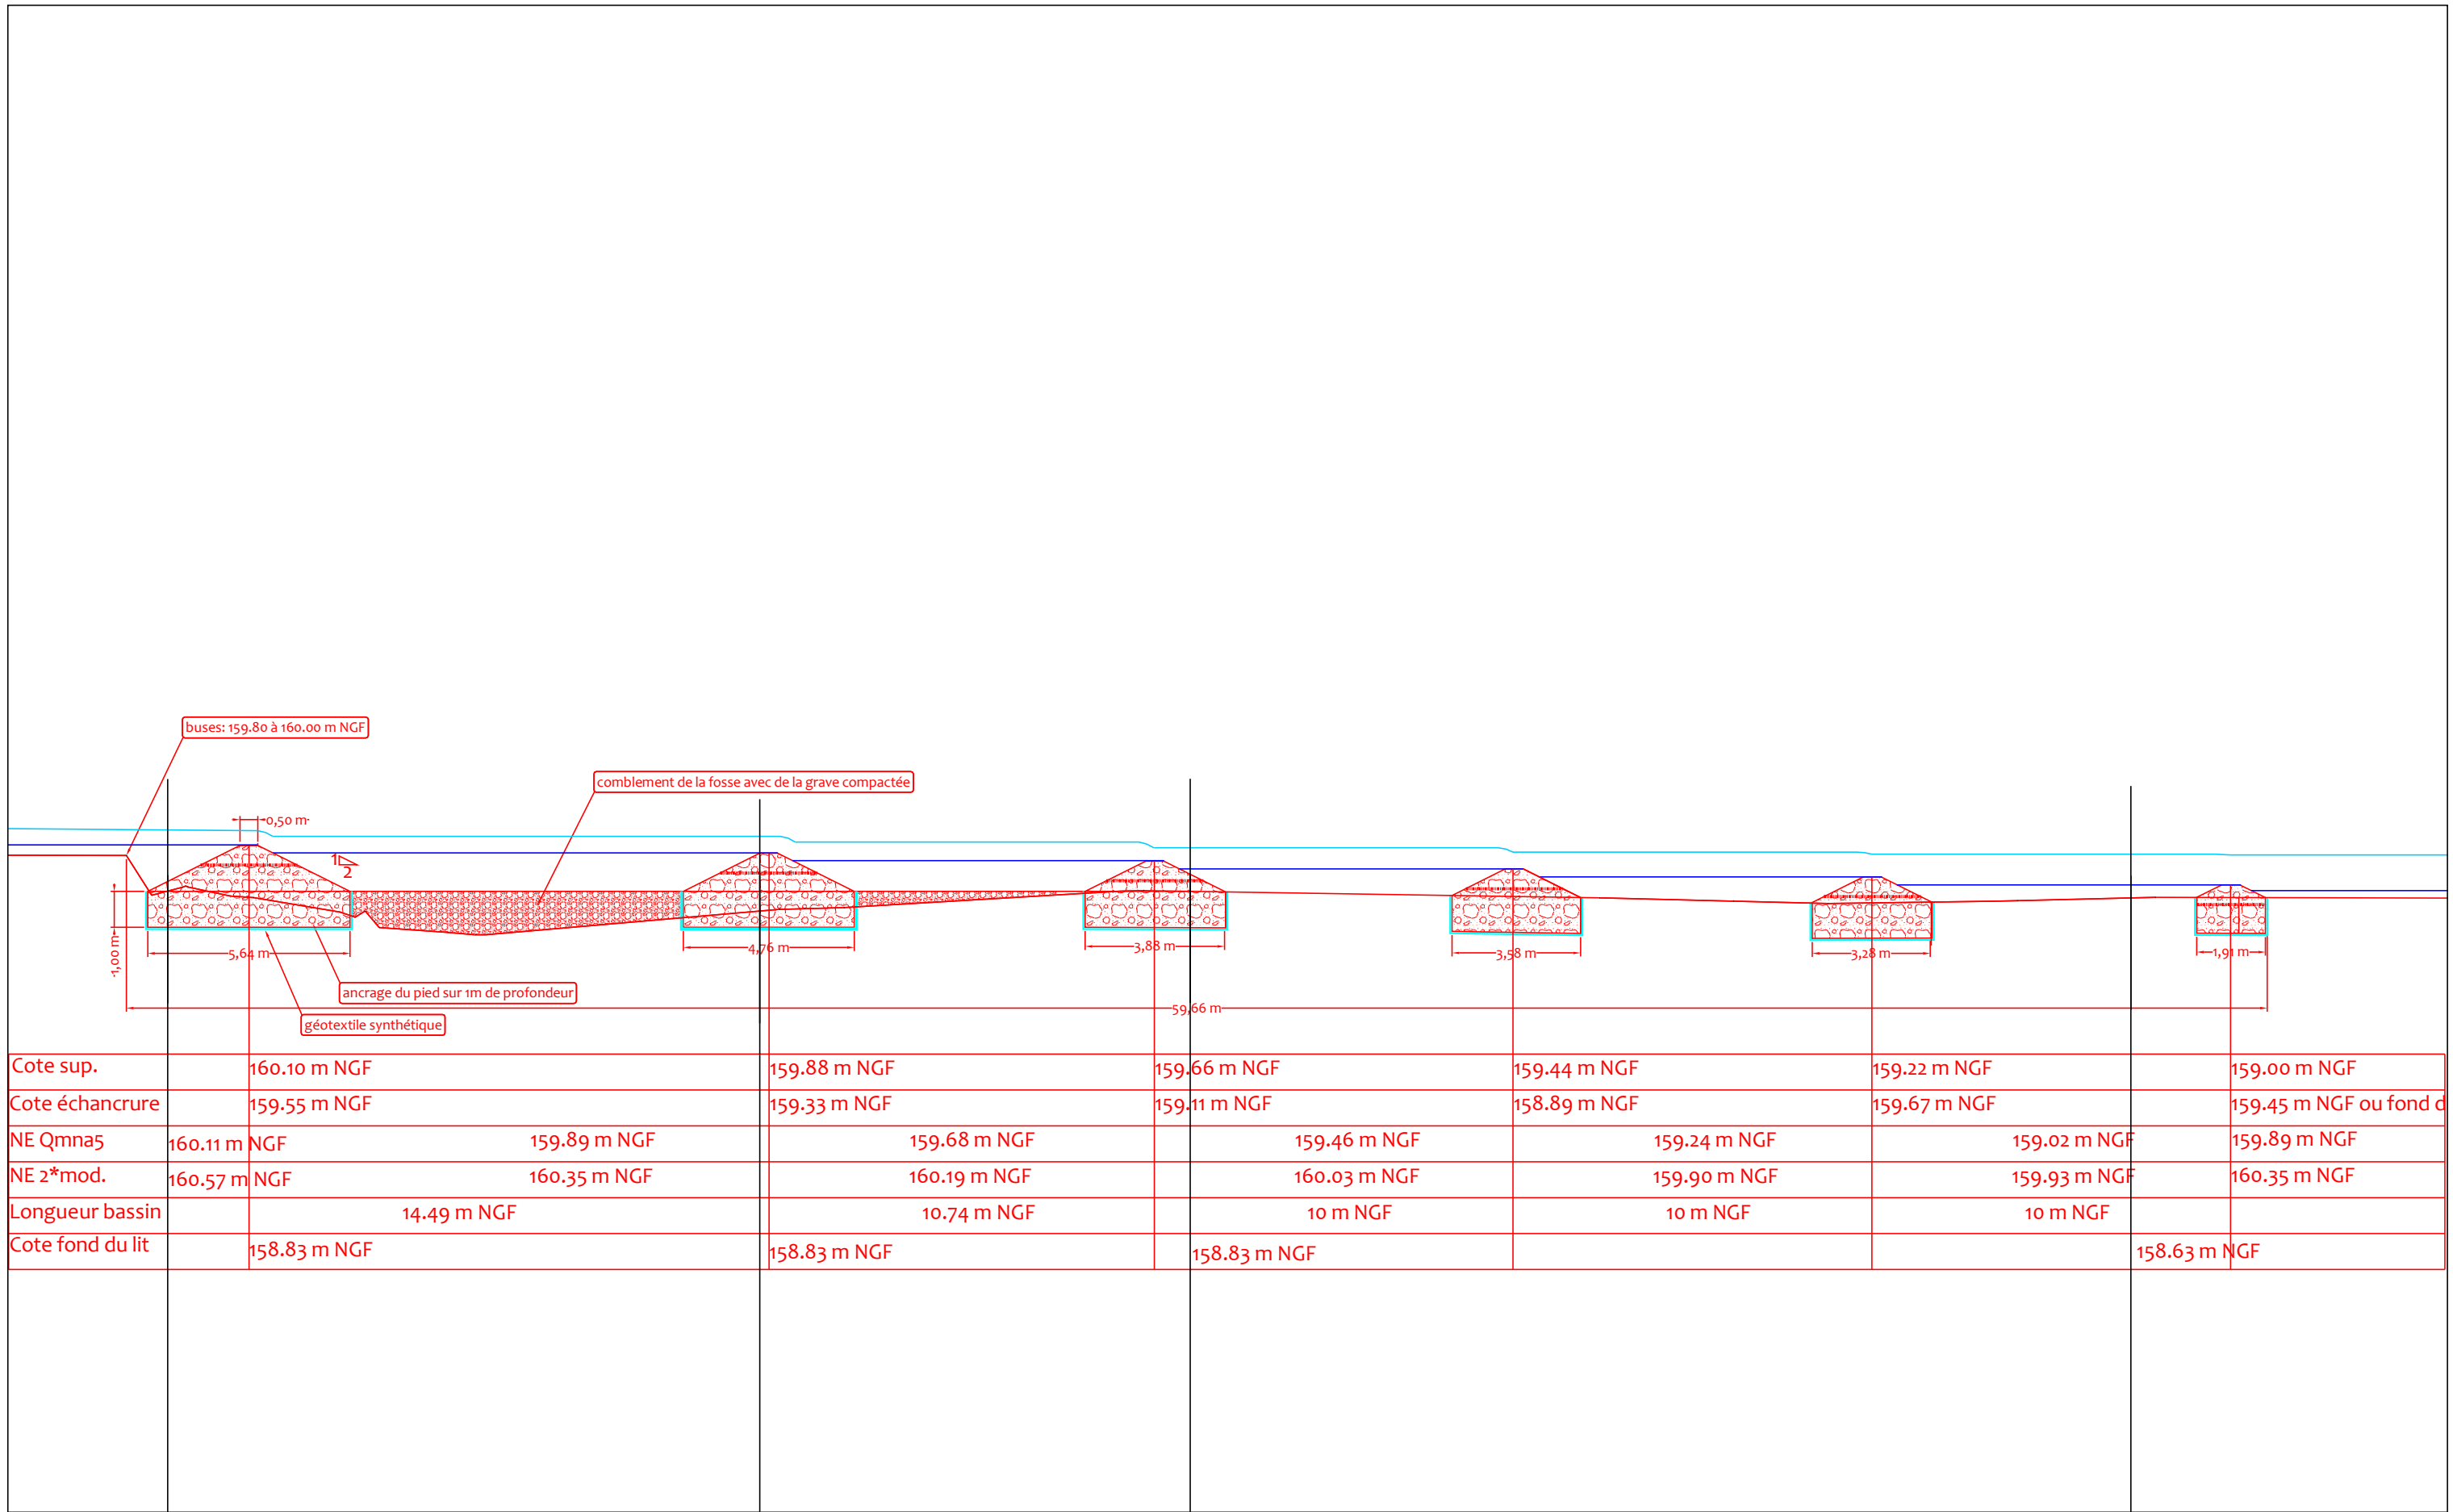 buses: 159.80 à 160.00 m NGF
comblement de la fosse avec de la grave compactée
0,50 m
1
2
1,00 m
5,64 m
4,76 m
3,88 m
3,58 m
3,28 m
1,91 m
ancrage du pied sur 1m de profondeur
59,66 m
géotextile synthétique
Cote sup. 160.10 m NGF 159.88 m NGF 159.66 m NGF 159.44 m NGF 159.22 m NGF 159.00 m NGF
Cote échancrure 159.55 m NGF 159.33 m NGF 159.11 m NGF 158.89 m NGF 159.67 m NGF 159.45 m NGF ou fond d
NE Qmna5 160.11 m NGF 159.89 m NGF 159.68 m NGF 159.46 m NGF 159.24 m NGF 159.02 m NGF 159.89 m NGF
NE 2*mod. 160.57 m NGF 160.35 m NGF 160.19 m NGF 160.03 m NGF 159.90 m NGF 159.93 m NGF 160.35 m NGF
Longueur bassin 14.49 m NGF 10.74 m NGF 10 m NGF 10 m NGF 10 m NGF
Cote fond du lit 158.83 m NGF 158.83 m NGF 158.83 m NGF 158.63 m NGF